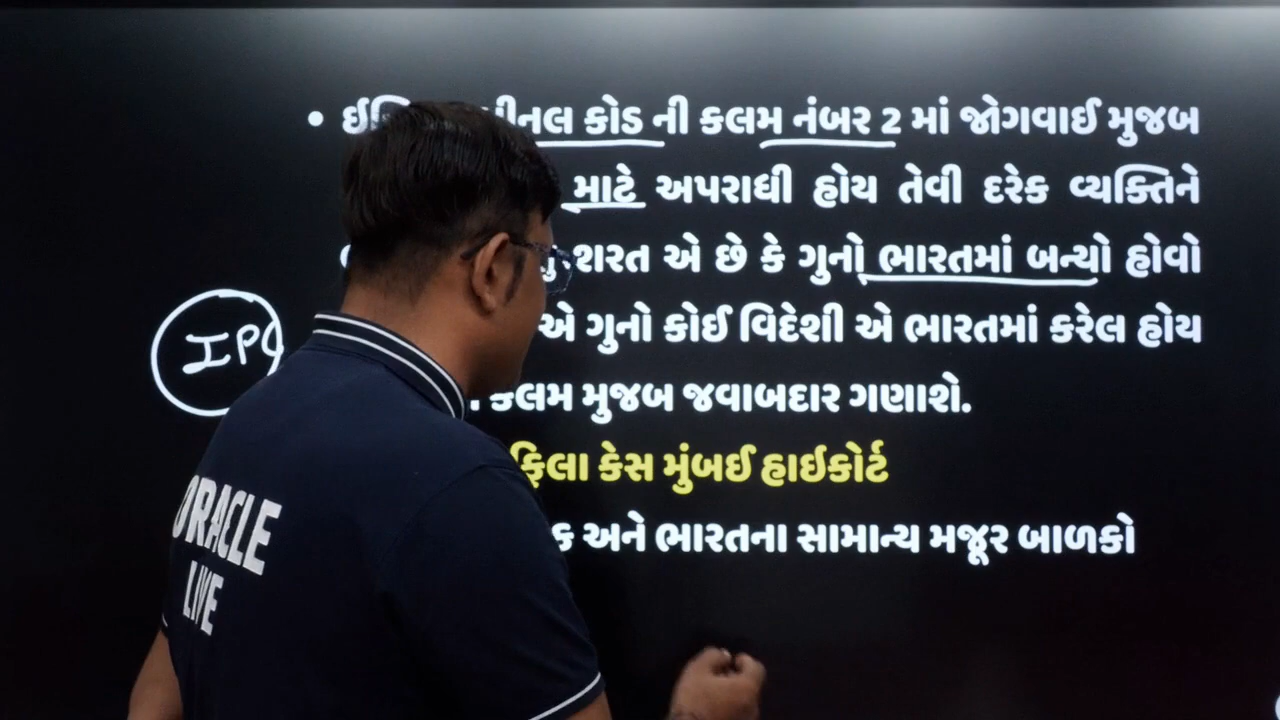 • નલ કોડ ની કલમ નંબર 2 માં જોગવાઈ મુજબ
માટે અપરાધી હોય તેવી દરેક વ્યક્તિને
શરત એ છે કે ગુનો ભારતમાં બન્યો હોવો
એ ગુનો કોઈ વિદેશી એ ભારતમાં કરેલ હોય
IPC
કલમ મુજબ જવાબદાર ગણાશે.
કેસ મુંબઈ હાઇકોર્ટ
અને ભારતના સામાન્ય મજૂર બાળકો
ORACLE
LIVE